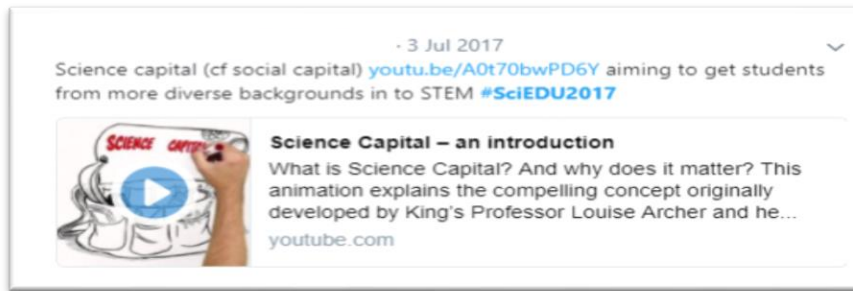 · 3 Jul 2017
Science capital (cf social capital) youtu.be/A0t70bwPD6Y aiming to get students
from more diverse backgrounds in to STEM #SciEDU2017
SCIENCE CAPITAL
Science Capital – an introduction
What is Science Capital? And why does it matter? This
animation explains the compelling concept originally
developed by King's Professor Louise Archer and he...
youtube.com